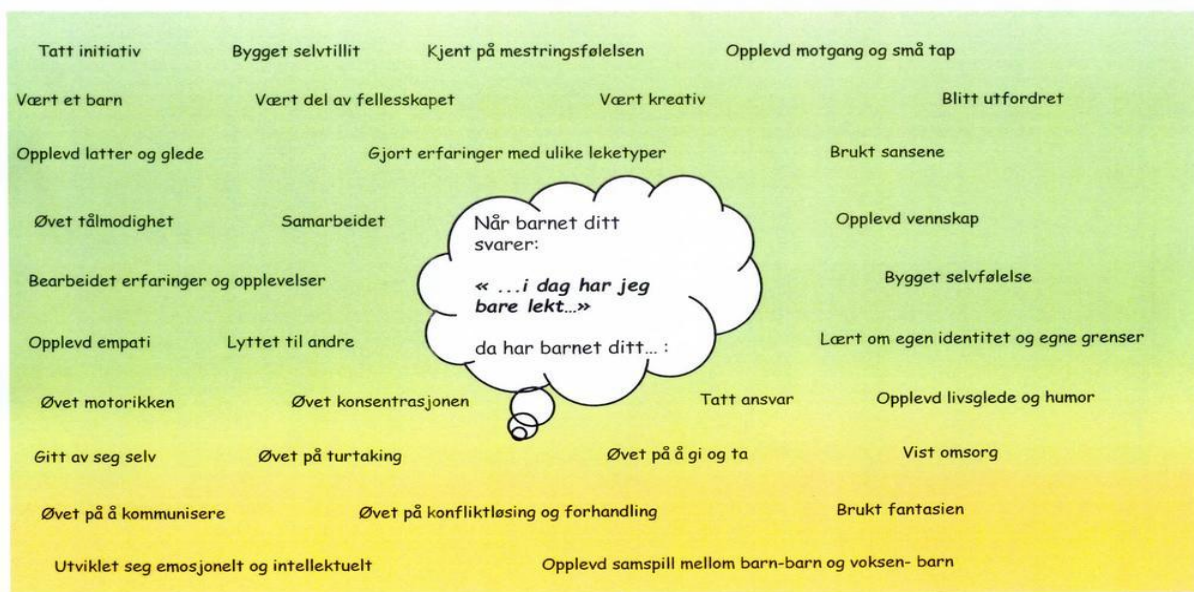 Tatt initiativ Bygget selvtillit Kjent på mestringsfølelsen Opplevd motgang og små tap
Vært et barn Vært del av fellesskapet Vært kreativ Blitt utfordret
Opplevd latter og glede Gjort erfaringer med ulike leketyper Brukt sansene
Øvet tålmodighet Samarbeidet Opplevd vennskap
Når barnet ditt
svarer:
« ...i dag har jeg
bare lekt...»
da har barnet ditt... :
Bearbeidet erfaringer og opplevelser Bygget selvfølelse
Opplevd empati Lyttet til andre Lært om egen identitet og egne grenser
Øvet motorikken Øvet konsentrasjonen Tatt ansvar Opplevd livsglede og humor
Gitt av seg selv Øvet på turtaking Øvet på å gi og ta Vist omsorg
Øvet på å kommunisere Øvet på konfliktløsing og forhandling Brukt fantasien
Utviklet seg emosjonelt og intellektuelt Opplevd samspill mellom barn-barn og voksen- barn